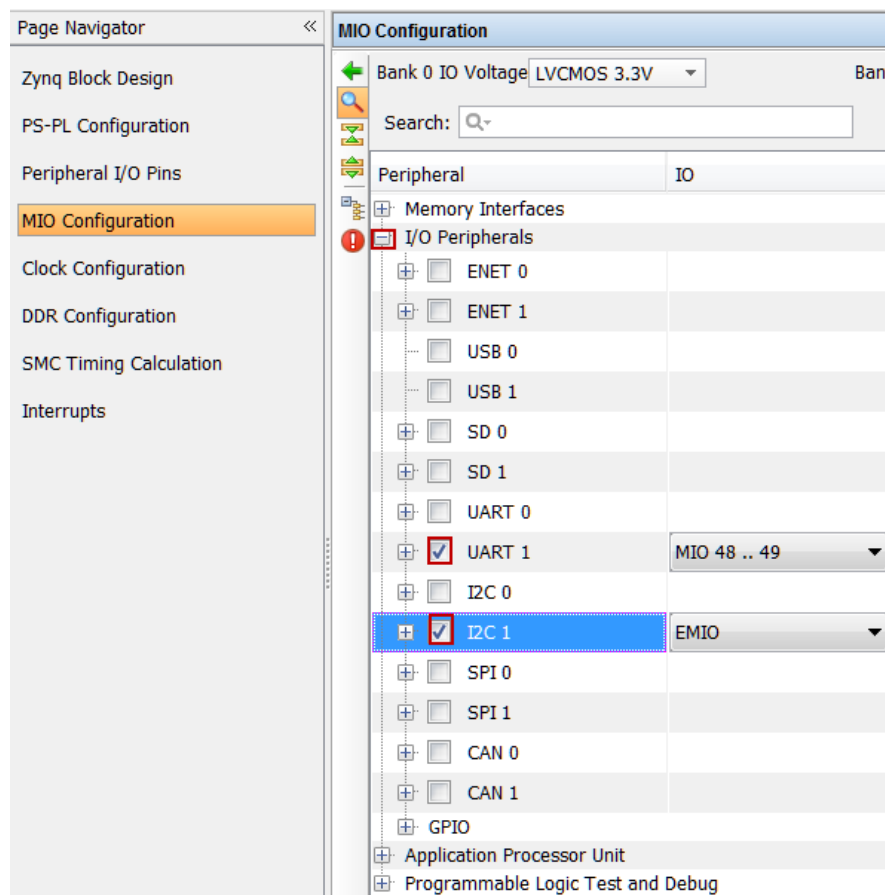 Page Navigator «
Zynq Block Design
PS-PL Configuration
Peripheral I/O Pins
MIO Configuration
Clock Configuration
DDR Configuration
SMC Timing Calculation
Interrupts
MIO Configuration
Bank 0 IO Voltage LVCMOS 3.3V Ban
Search:
Peripheral IO
Memory Interfaces
I/O Peripherals
ENET 0
ENET 1
USB 0
USB 1
SD 0
SD 1
UART 0
UART 1 MIO 48 .. 49
I2C 0
I2C 1 EMIO
SPI 0
SPI 1
CAN 0
CAN 1
GPIO
Application Processor Unit
Programmable Logic Test and Debug